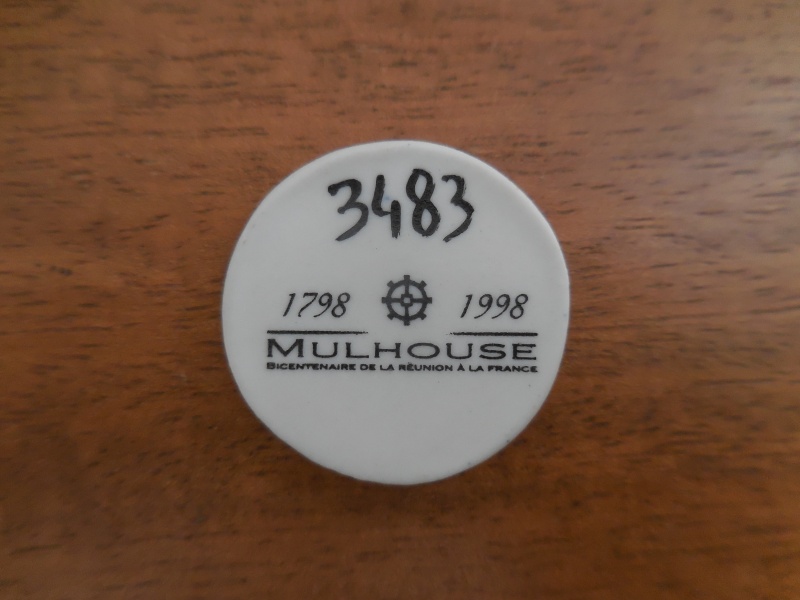 3483
1798 1998
MULHOUSE
BICENTENAIRE DE LA RÉUNION À LA FRANCE